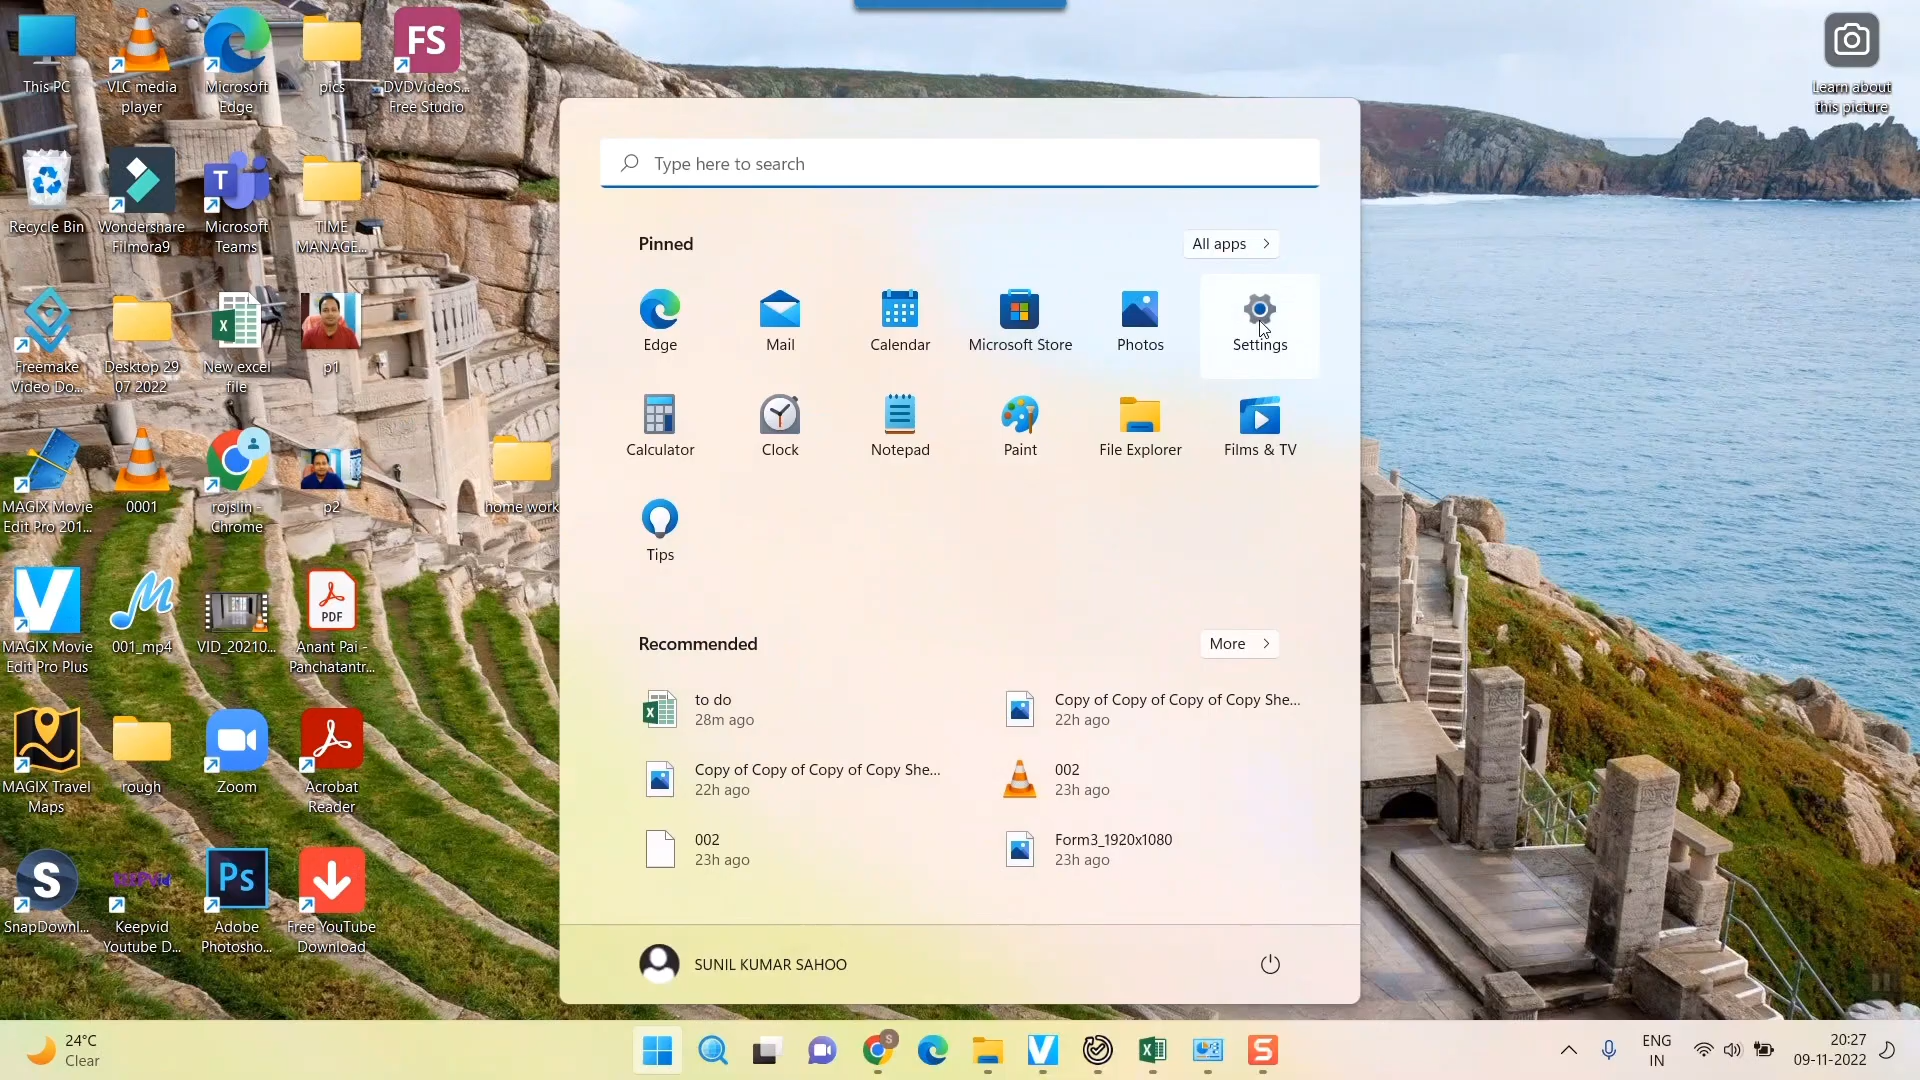 This PC
VLC media
player
Microsoft
Edge
pics
FS
DVDVideoS...
Free Studio
Learn about
this picture
Recycle Bin
Wondershare
Filmora9
T
Microsoft
Teams
TIME
MANAGE...
Freemake
Video Do...
Desktop 29
07 2022
New excel
file
p1
MAGIX Movie
Edit Pro 201...
0001
rojslin -
Chrome
p2
home work
MAGIX Movie
Edit Pro Plus
001_mp4
VID_20210...
PDF
Anant Pai -
Panchatantr...
MAGIX Travel
Maps
rough
Zoom
Acrobat
Reader
S
SnapDownl...
Keepvid
Youtube D...
Ps
Adobe
Photosho...
Free YouTube
Download
Type here to search
Pinned
All apps
Edge
Mail
Calendar
Microsoft Store
Photos
Settings
Calculator
Clock
Notepad
Paint
File Explorer
Films & TV
Tips
Recommended
More
to do
28m ago
Copy of Copy of Copy of Copy She...
22h ago
Copy of Copy of Copy of Copy She...
22h ago
002
23h ago
002
23h ago
Form3_1920x1080
23h ago
SUNIL KUMAR SAHOO
24°C
Clear
S
ENG
IN
20:27
09-11-2022